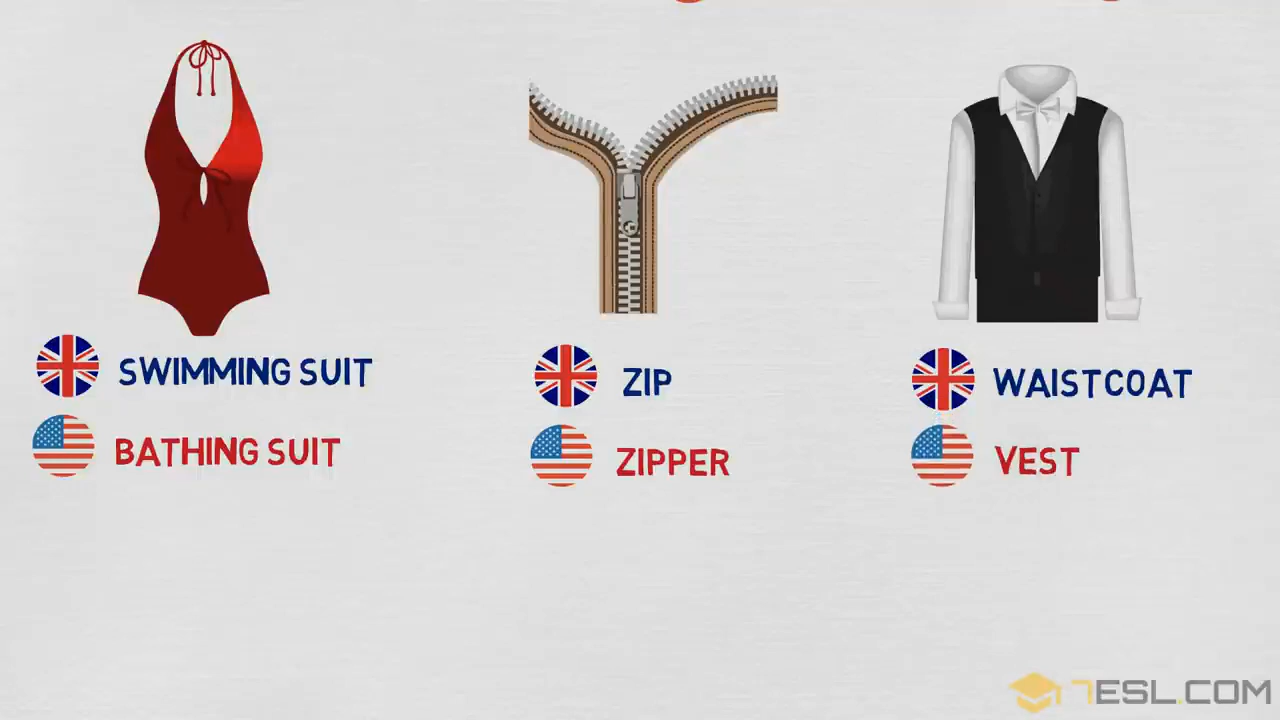 SWIMMING SUIT
BATHING SUIT
ZIP
ZIPPER
WAISTCOAT
VEST
7ESL.COM